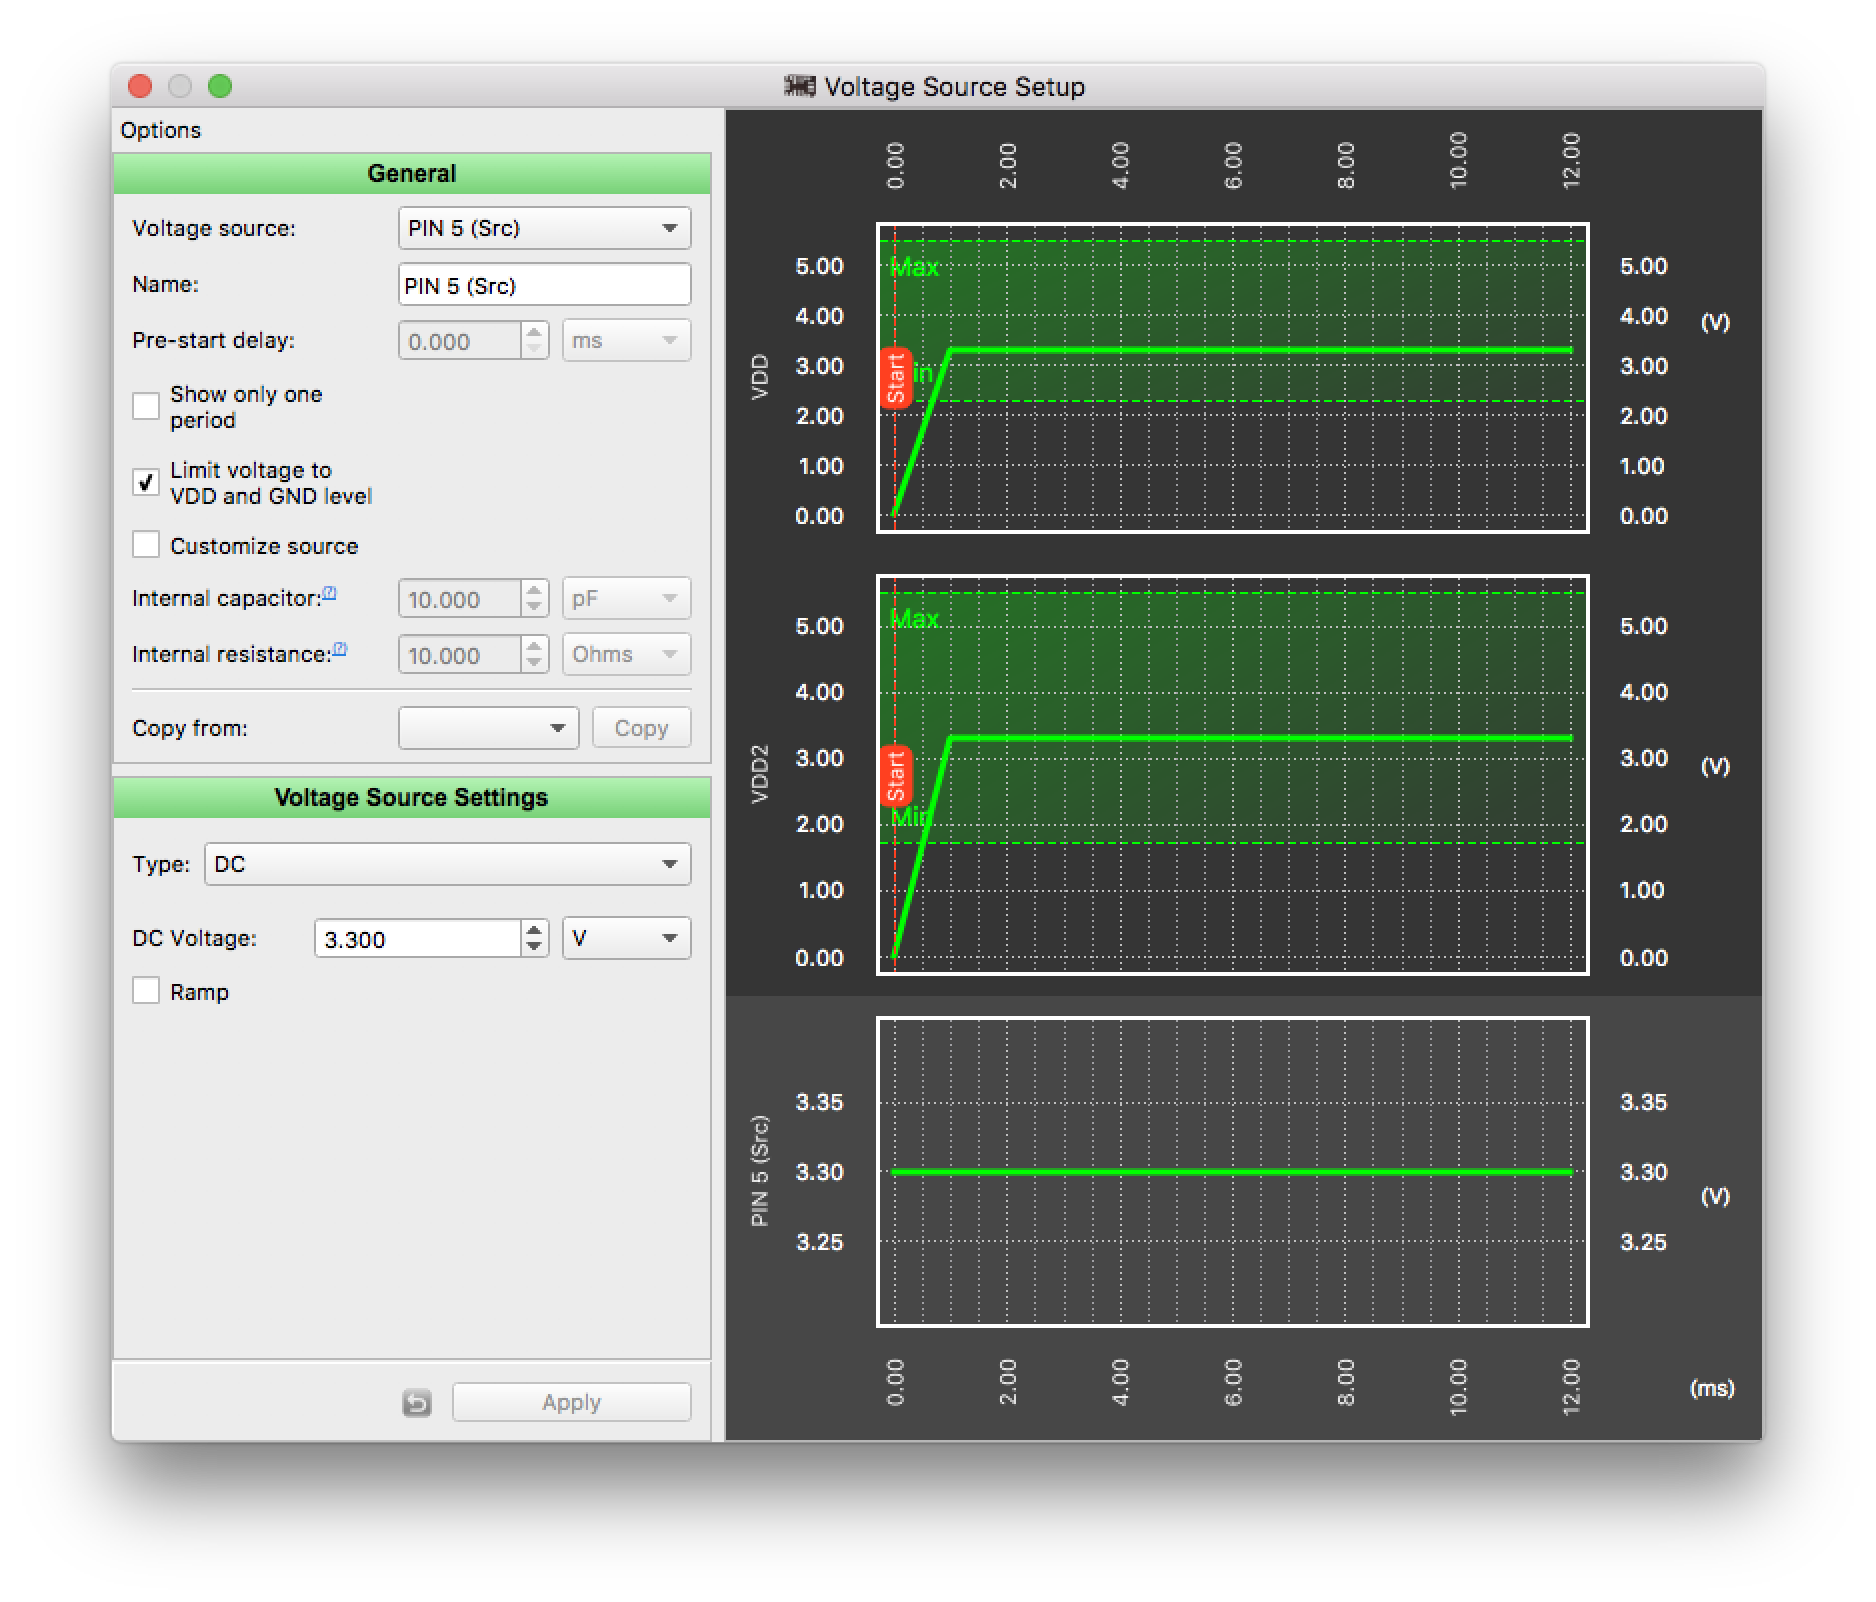 Voltage Source Setup
Options
General
Voltage source:
PIN 5 (Src)
Name:
PIN 5 (Src)
Pre-start delay:
0.000
ms
Show only one
period
Limit voltage to
VDD and GND level
Customize source
Internal capacitor:(?)
10.000
pF
Internal resistance:(?)
10.000
Ohms
Copy from:
Copy
Voltage Source Settings
Type:
DC
DC Voltage:
3.300
V
Ramp
Apply
0.00
2.00
4.00
6.00
8.00
10.00
12.00
VDD
5.00
4.00
3.00
2.00
1.00
0.00
Max
Start
in
5.00
4.00
3.00
2.00
1.00
0.00
(V)
VDD2
5.00
4.00
3.00
2.00
1.00
0.00
Max
Start
Min
5.00
4.00
3.00
2.00
1.00
0.00
(V)
PIN 5 (Src)
3.35
3.30
3.25
3.35
3.30
3.25
(V)
0.00
2.00
4.00
6.00
8.00
10.00
12.00
(ms)